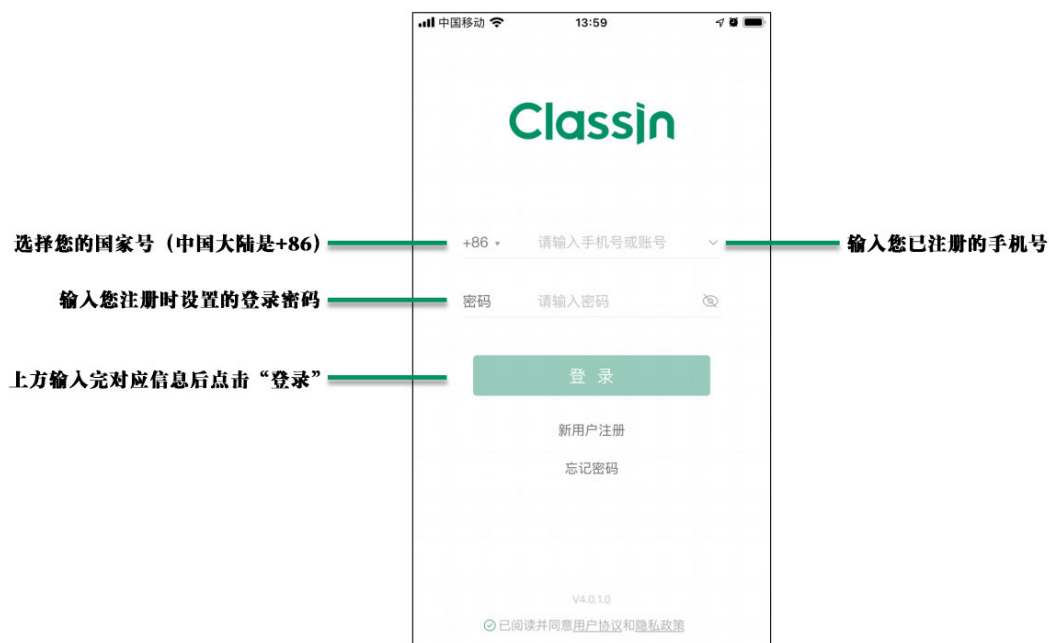 中国移动 13:59
ClassIn
选择您的国家号（中国大陆是+86） +86 请输入手机号或账号 输入您已注册的手机号
输入您注册时设置的登录密码 密码 请输入密码
上方输入完对应信息后点击“登录” 登 录
新用户注册
忘记密码
V4.0.1.0
已阅读并同意用户协议和隐私政策